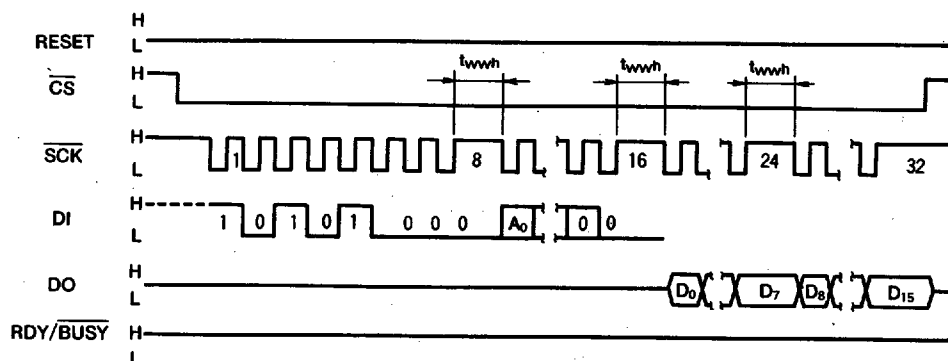 H
RESET L
twwh twwh twwh
CS H
L
SCK H 1 8 16 24 32
L
DI H
L 1 0 1 0 1 0 0 0 A0 0 0
DO H
L D0 D7 D8 D15
RDY/BUSY H
L